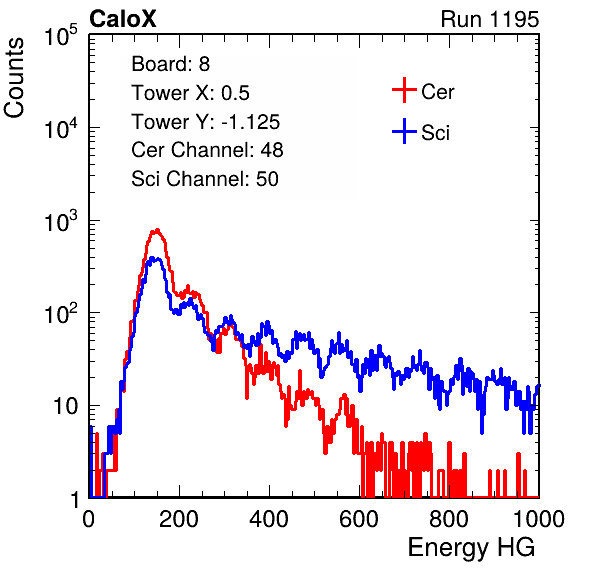 CaloX Run 1195
Counts
10^5
10^4
10^3
10^2
10
1
Board: 8
Tower X: 0.5
Tower Y: -1.125
Cer Channel: 48
Sci Channel: 50
Cer
Sci
0 200 400 600 800 1000
Energy HG